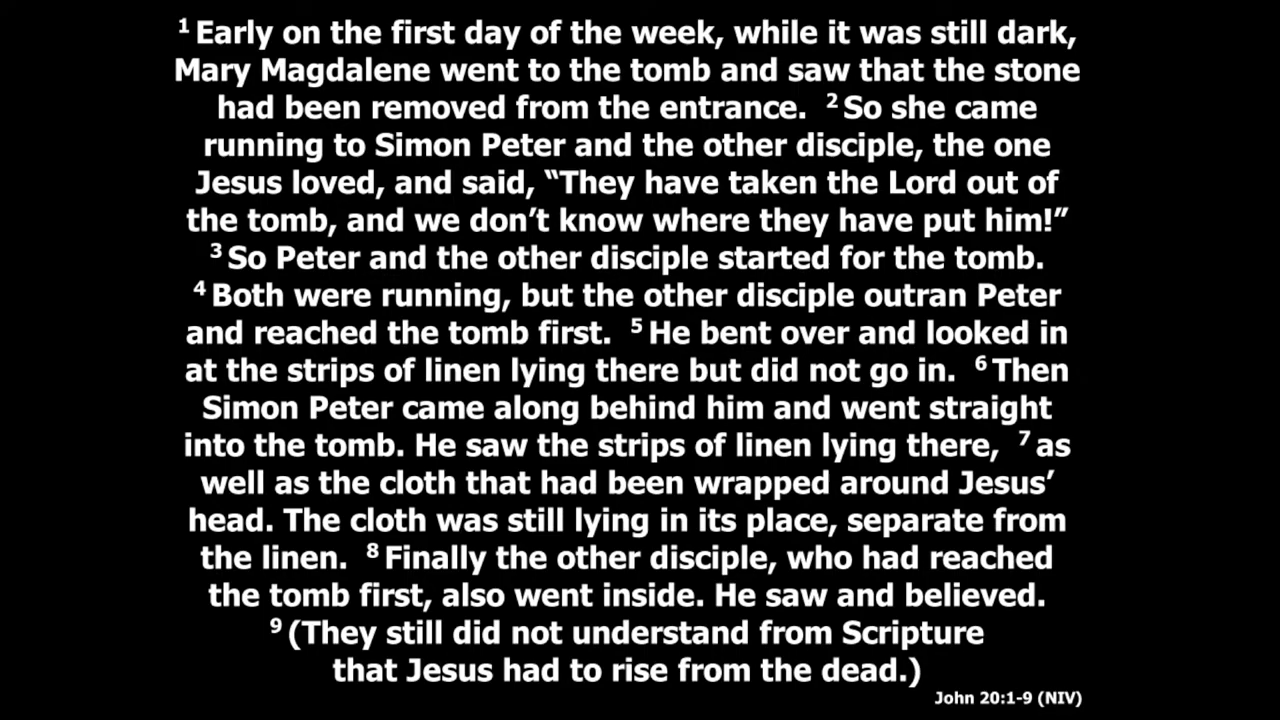 1 Early on the first day of the week, while it was still dark,
Mary Magdalene went to the tomb and saw that the stone
had been removed from the entrance. 2 So she came
running to Simon Peter and the other disciple, the one
Jesus loved, and said, “They have taken the Lord out of
the tomb, and we don’t know where they have put him!”
3 So Peter and the other disciple started for the tomb.
4 Both were running, but the other disciple outran Peter
and reached the tomb first. 5 He bent over and looked in
at the strips of linen lying there but did not go in. 6 Then
Simon Peter came along behind him and went straight
into the tomb. He saw the strips of linen lying there, 7 as
well as the cloth that had been wrapped around Jesus’
head. The cloth was still lying in its place, separate from
the linen. 8 Finally the other disciple, who had reached
the tomb first, also went inside. He saw and believed.
9 (They still did not understand from Scripture
that Jesus had to rise from the dead.)
John 20:1-9 (NIV)